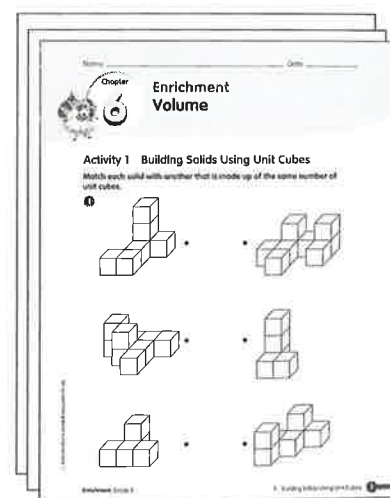 Name
Date
Chapter
6
Enrichment
Volume
Activity 1 Building Solids Using Unit Cubes
Match each solid with another that is made up of the same number of
unit cubes.
1
Enrichment Grade 5
Building Solids Using Unit Cubes